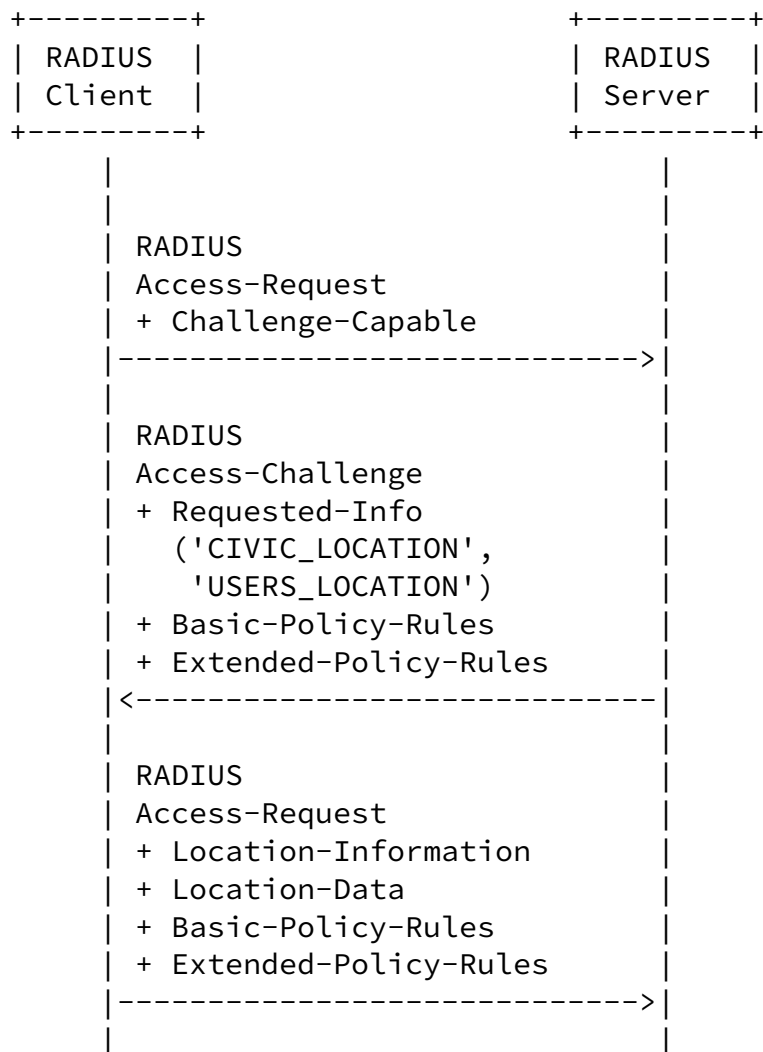 +---------+                    +---------+
| RADIUS  |                    | RADIUS  |
| Client  |                    | Server  |
+---------+                    +---------+
     |                              |
     |                              |
     | RADIUS                       |
     | Access-Request               |
     | + Challenge-Capable          |
     |----------------------------->|
     |                              |
     | RADIUS                       |
     | Access-Challenge             |
     | + Requested-Info             |
     |   ('CIVIC_LOCATION',         |
     |    'USERS_LOCATION')         |
     | + Basic-Policy-Rules         |
     | + Extended-Policy-Rules      |
     |<-----------------------------|
     |                              |
     | RADIUS                       |
     | Access-Request               |
     | + Location-Information       |
     | + Location-Data              |
     | + Basic-Policy-Rules         |
     | + Extended-Policy-Rules      |
     |----------------------------->|
     |                              |